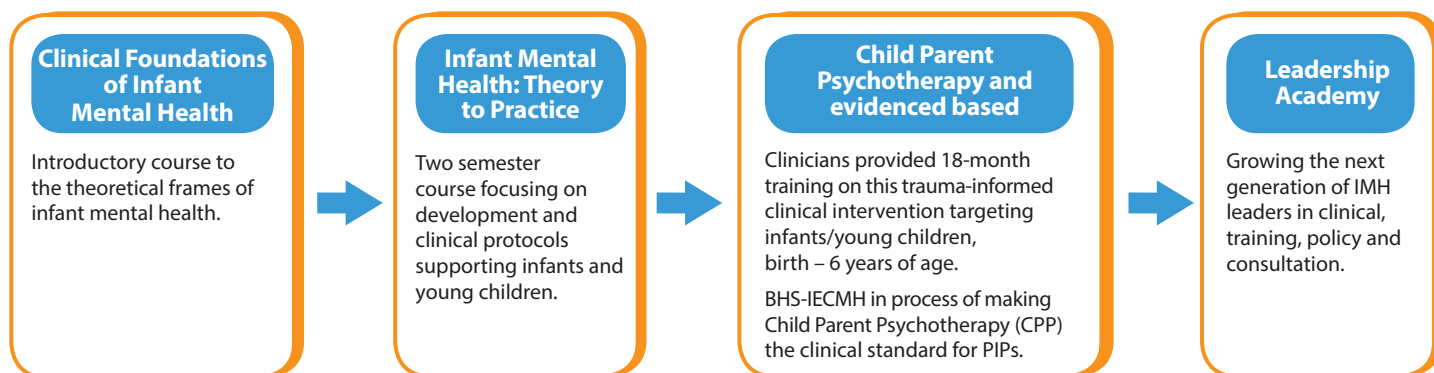 Clinical Foundations
of Infant
Mental Health
Introductory course to
the theoretical frames of
infant mental health.
Infant Mental
Health: Theory
to Practice
Two semester
course focusing on
development and
clinical protocols
supporting infants and
young children.
Child Parent
Psychotherapy and
evidenced based
Clinicians provided 18-month
training on this trauma-informed
clinical intervention targeting
infants/young children,
birth – 6 years of age.
BHS-IECMH in process of making
Child Parent Psychotherapy (CPP)
the clinical standard for PIPs.
Leadership
Academy
Growing the next
generation of IMH
leaders in clinical,
training, policy and
consultation.